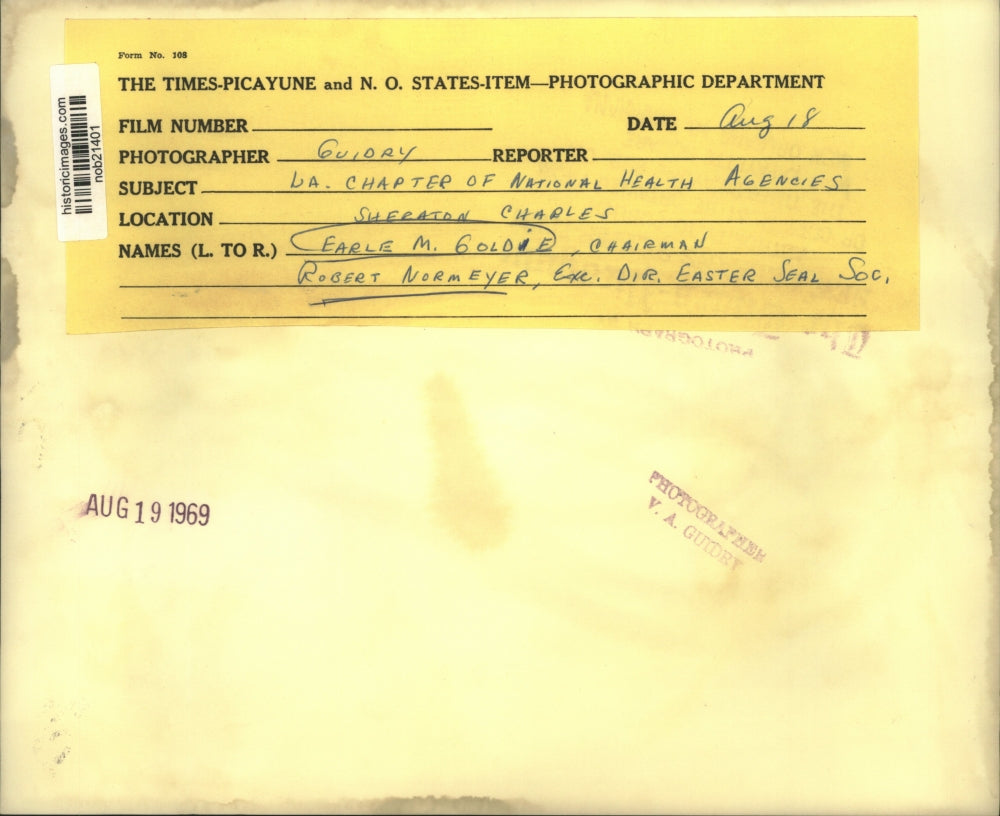 Form No. 108
THE TIMES-PICAYUNE and N. O. STATES-ITEM—PHOTOGRAPHIC DEPARTMENT
FILM NUMBER
DATE Aug 18
PHOTOGRAPHER GUIDRY REPORTER
SUBJECT LA. CHAPTER OF NATIONAL HEALTH AGENCIES
LOCATION SHERATON CHARLES
NAMES (L. TO R.) EARLE M. GOLDIE, CHAIRMAN
ROBERT NORMEYER, EXC. DIR. EASTER SEAL SOC.
historicimages.com
nob21401
AUG 19 1969
PHOTOGRAPHER
V. A. GUIDRY